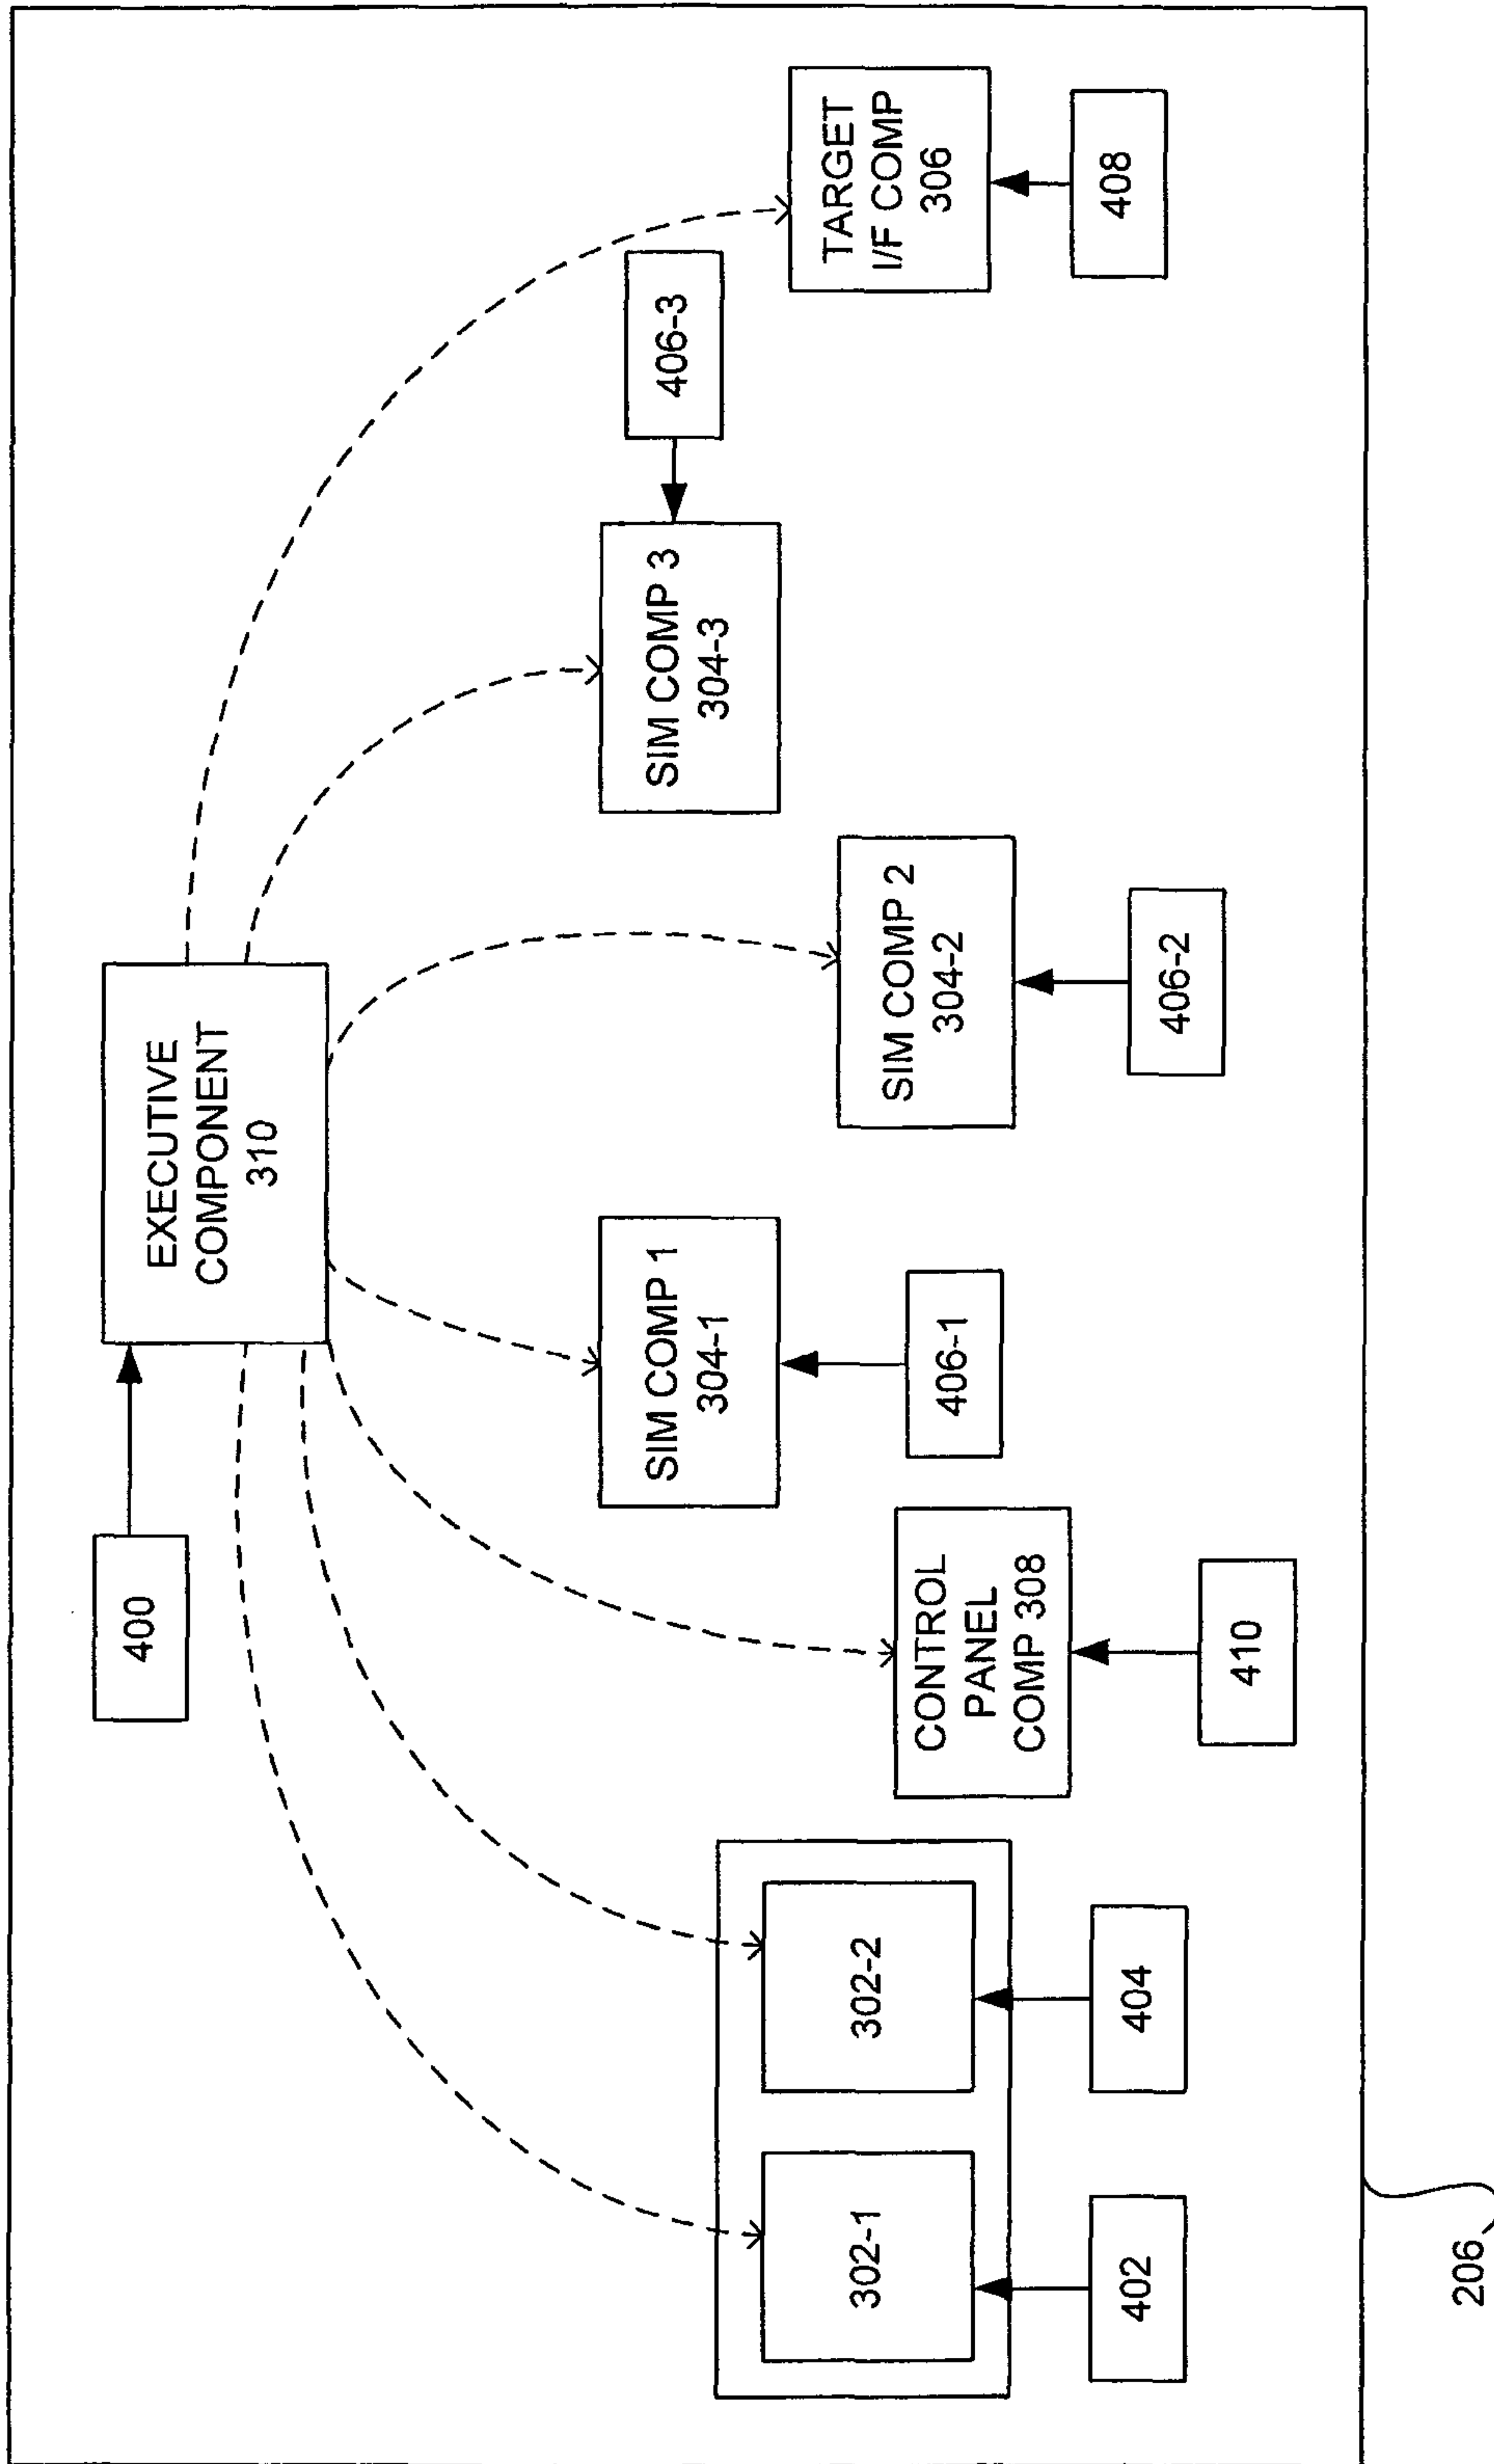 400
EXECUTIVE
COMPONENT
310
SIM COMP 1
304-1
SIM COMP 3
304-3
406-3
302-1
302-2
CONTROL
PANEL
COMP 308
SIM COMP 2
304-2
TARGET
I/F COMP
306
406-1
402
404
410
406-2
408
206